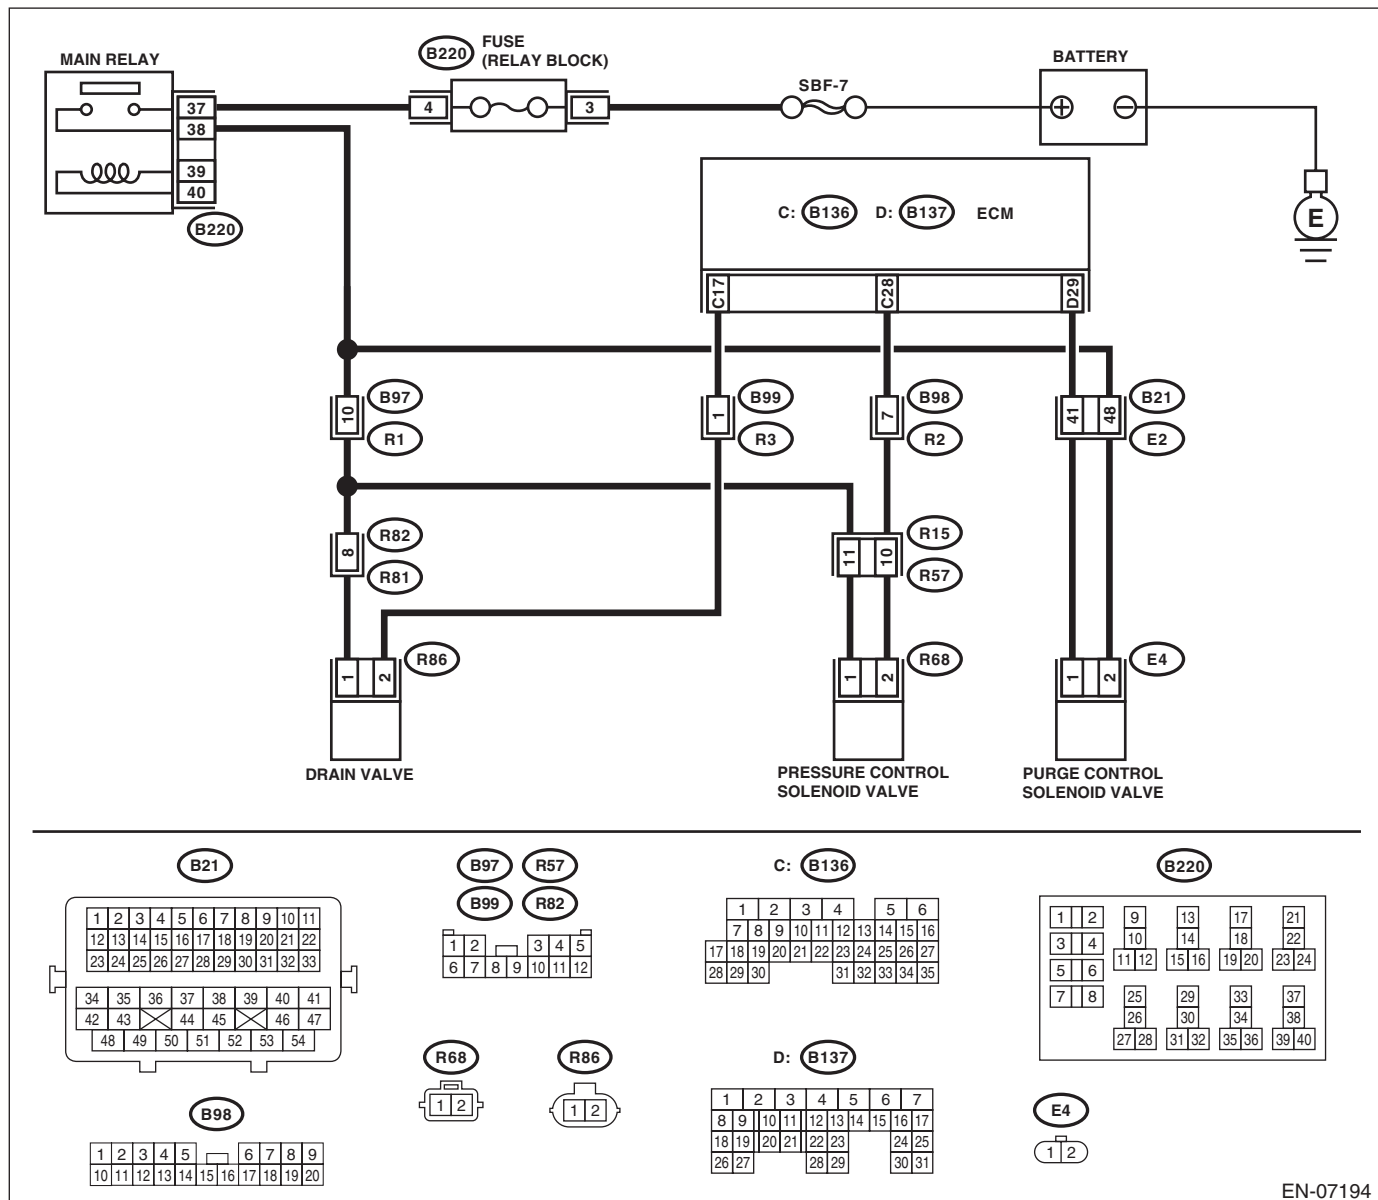 MAIN RELAY
B220
FUSE
(RELAY BLOCK)
SBF-7
BATTERY
37
38
39
40
4
3
B220
E
C: B136 D: B137 ECM
C17
C28
D29
10
B97
R1
1
B99
R3
7
B98
R2
41
48
B21
E2
8
R82
R81
11
10
R15
R57
1
2
R86
1
2
R68
1
2
E4
DRAIN VALVE
PRESSURE CONTROL
SOLENOID VALVE
PURGE CONTROL
SOLENOID VALVE
B21
1 2 3 4 5 6 7 8 9 10 11
12 13 14 15 16 17 18 19 20 21 22
23 24 25 26 27 28 29 30 31 32 33
34 35 36 37 38 39 40 41
42 43 44 45 46 47
48 49 50 51 52 53 54
B98
1 2 3 4 5 6 7 8 9
10 11 12 13 14 15 16 17 18 19 20
B97 R57
B99 R82
1 2 3 4 5
6 7 8 9 10 11 12
R68
1 2
R86
1 2
C: B136
1 2 3 4 5 6
7 8 9 10 11 12 13 14 15 16
17 18 19 20 21 22 23 24 25 26 27
28 29 30 31 32 33 34 35
D: B137
1 2 3 4 5 6 7
8 9 10 11 12 13 14 15 16 17
18 19 20 21 22 23 24 25
26 27 28 29 30 31
B220
1 2 9 13 17 21
3 4 10 14 18 22
5 6 11 12 15 16 19 20 23 24
7 8 25 29 33 37
26 30 34 38
27 28 31 32 35 36 39 40
E4
1 2
EN-07194